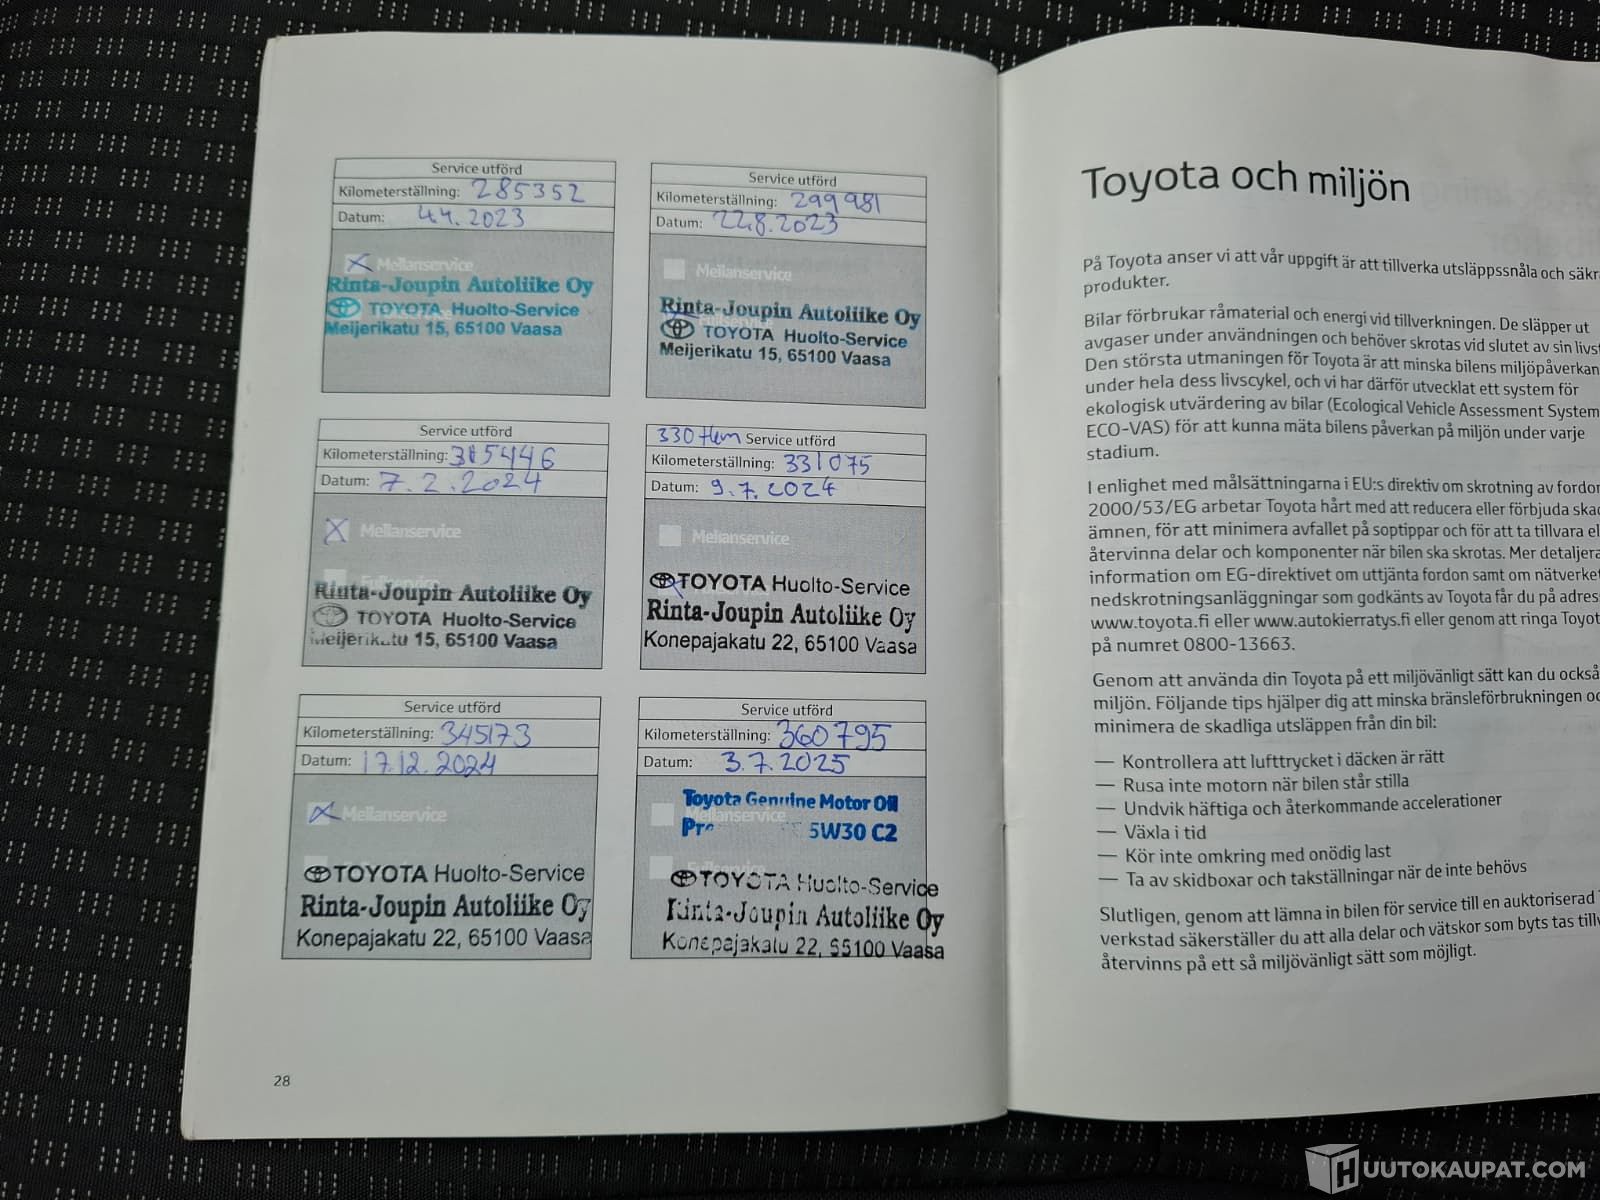 Service utförd
Kilometerställning: 285352
Datum: 4.4.2023
Mellanservice
Rinta-Joupin Autoliike Oy
TOYOTA Huolto-Service
Meijerikatu 15, 65100 Vaasa
Service utförd
Kilometerställning: 299981
Datum: 22.8.2023
Mellanservice
Fullservice
Rinta-Joupin Autoliike Oy
TOYOTA Huolto-Service
Meijerikatu 15, 65100 Vaasa
Service utförd
Kilometerställning: 315446
Datum: 7.2.2024
Mellanservice
Fullservice
Rinta-Joupin Autoliike Oy
TOYOTA Huolto-Service
Meijerikatu 15, 65100 Vaasa
330 tkm Service utförd
Kilometerställning: 331075
Datum: 9.7.2024
Mellanservice
TOYOTA Huolto-Service
Rinta-Joupin Autoliike Oy
Konepajakatu 22, 65100 Vaasa
Service utförd
Kilometerställning: 345173
Datum: 17.12.2024
Mellanservice
TOYOTA Huolto-Service
Rinta-Joupin Autoliike Oy
Konepajakatu 22, 65100 Vaasa
Service utförd
Kilometerställning: 360795
Datum: 3.7.2025
Toyota Genuine Motor Oil
Mellanservice
5W30 C2
Fullservice
TOYOTA Huolto-Service
Rinta-Joupin Autoliike Oy
Konepajakatu 22, 65100 Vaasa
28
Toyota och miljön
På Toyota anser vi att vår uppgift är att tillverka utsläppssnåla och säkr
produkter.
Bilar förbrukar råmaterial och energi vid tillverkningen. De släpper ut
avgaser under användningen och behöver skrotas vid slutet av sin livst
Den största utmaningen för Toyota är att minska bilens miljöpåverkan
under hela dess livscykel, och vi har därför utvecklat ett system för
ekologisk utvärdering av bilar (Ecological Vehicle Assessment System
ECO-VAS) för att kunna mäta bilens påverkan på miljön under varje
stadium.
I enlighet med målsättningarna i EU:s direktiv om skrotning av fordon
2000/53/EG arbetar Toyota hårt med att reducera eller förbjuda skad
ämnen, för att minimera avfallet på soptippar och för att ta tillvara el
återvinna delar och komponenter när bilen ska skrotas. Mer detaljera
information om EG-direktivet om uttjänta fordon samt om nätverket
nedskrotningsanläggningar som godkänts av Toyota får du på adres
www.toyota.fi eller www.autokierratys.fi eller genom att ringa Toyot
på numret 0800-13663.
Genom att använda din Toyota på ett miljövänligt sätt kan du också
miljön. Följande tips hjälper dig att minska bränsleförbrukningen oc
minimera de skadliga utsläppen från din bil:
— Kontrollera att lufttrycket i däcken är rätt
— Rusa inte motorn när bilen står stilla
— Undvik häftiga och återkommande accelerationer
— Växla i tid
— Kör inte omkring med onödig last
— Ta av skidboxar och takställningar när de inte behövs
Slutligen, genom att lämna in bilen för service till en auktoriserad
verkstad säkerställer du att alla delar och vätskor som byts tas tillv
återvinns på ett så miljövänligt sätt som möjligt.
HUUTOKAUPAT.COM